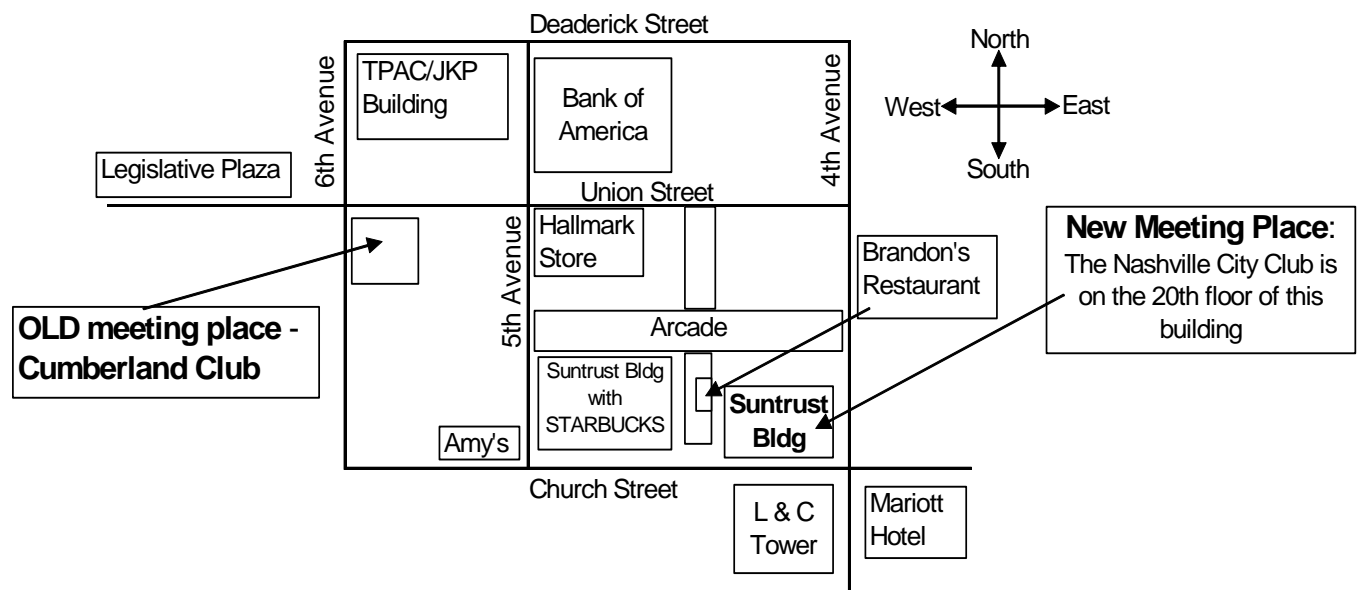 Deaderick Street
North
West
East
South
6th Avenue
TPAC/JKP
Building
Bank of
America
4th Avenue
Legislative Plaza
Union Street
5th Avenue
Hallmark
Store
Brandon's
Restaurant
New Meeting Place:
The Nashville City Club is
on the 20th floor of this
building
OLD meeting place -
Cumberland Club
Arcade
Suntrust Bldg
with
STARBUCKS
Suntrust
Bldg
Amy's
Church Street
L & C
Tower
Mariott
Hotel